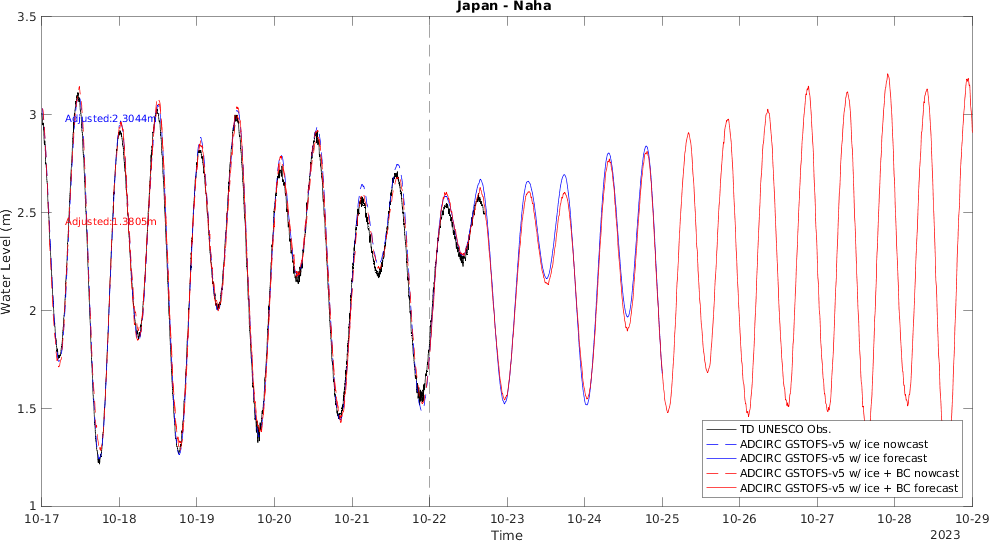 Japan - Naha
3.5
3
2.5
2
1.5
1
Water Level (m)
Adjusted:2.3044m
Adjusted:1.3805m
TD UNESCO Obs.
ADCIRC GSTOFS-v5 w/ ice nowcast
ADCIRC GSTOFS-v5 w/ ice forecast
ADCIRC GSTOFS-v5 w/ ice + BC nowcast
ADCIRC GSTOFS-v5 w/ ice + BC forecast
10-17 10-18 10-19 10-20 10-21 10-22 10-23 10-24 10-25 10-26 10-27 10-28 10-29
Time
2023